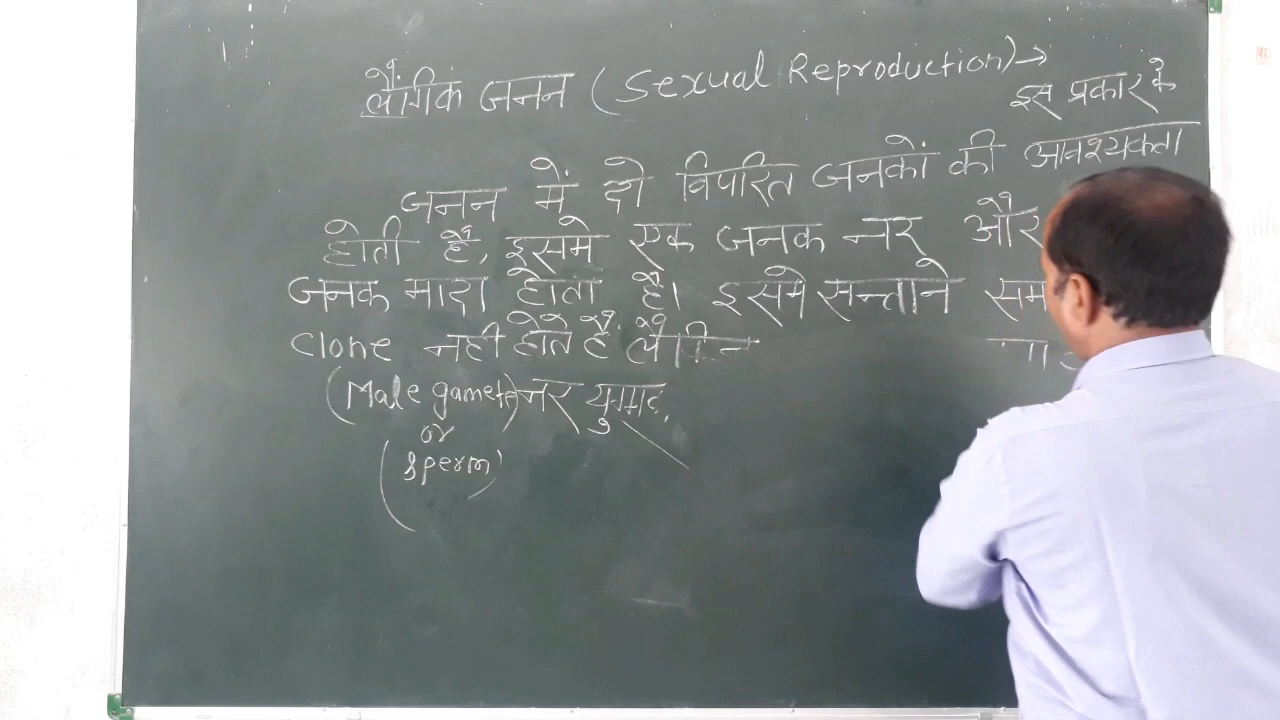 लैंगीक जनन (Sexual Reproduction)→
इस प्रकार के
जनन में दो विपरित जनकों की आवश्यकता
होती है, इसमे एक जनक नर और
जनक मादा होता है। इसमे सन्ताने
clone नही होते है
(Male gamete) नर युग्मक
or
(sperm)